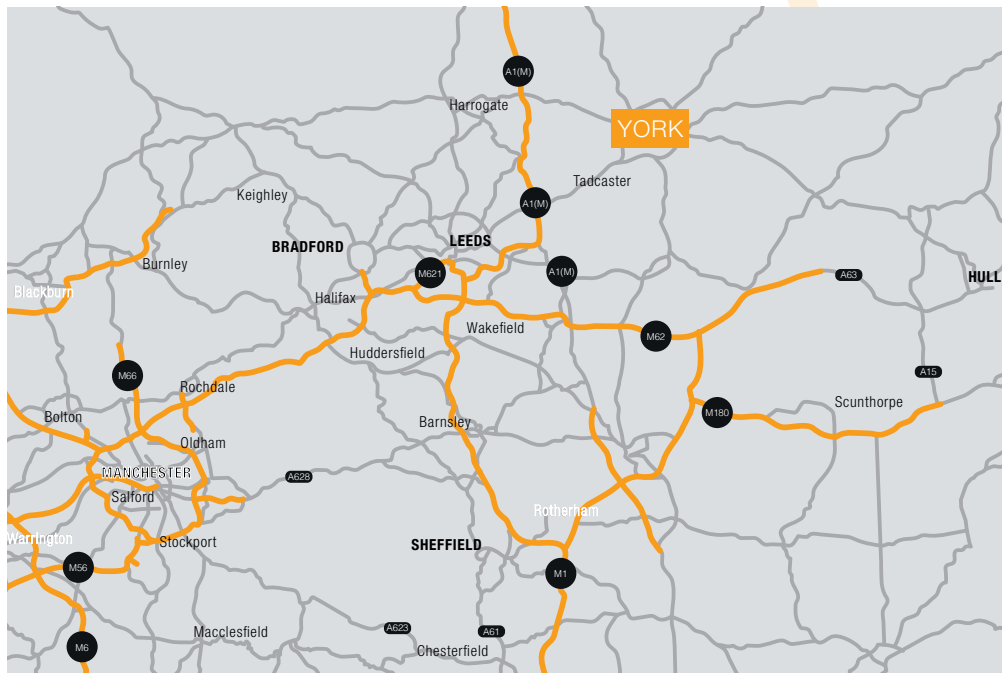 A1(M)
Harrogate
YORK
Tadcaster
Keighley
A1(M)
BRADFORD
LEEDS
Burnley
M621
A1(M)
A63
HULL
Blackburn
Halifax
Wakefield
M62
Huddersfield
M66
Rochdale
A15
Bolton
Barnsley
M180
Scunthorpe
Oldham
MANCHESTER
A628
Salford
Rotherham
Warrington
Stockport
SHEFFIELD
M56
M1
Macclesfield
A623
A61
M6
Chesterfield